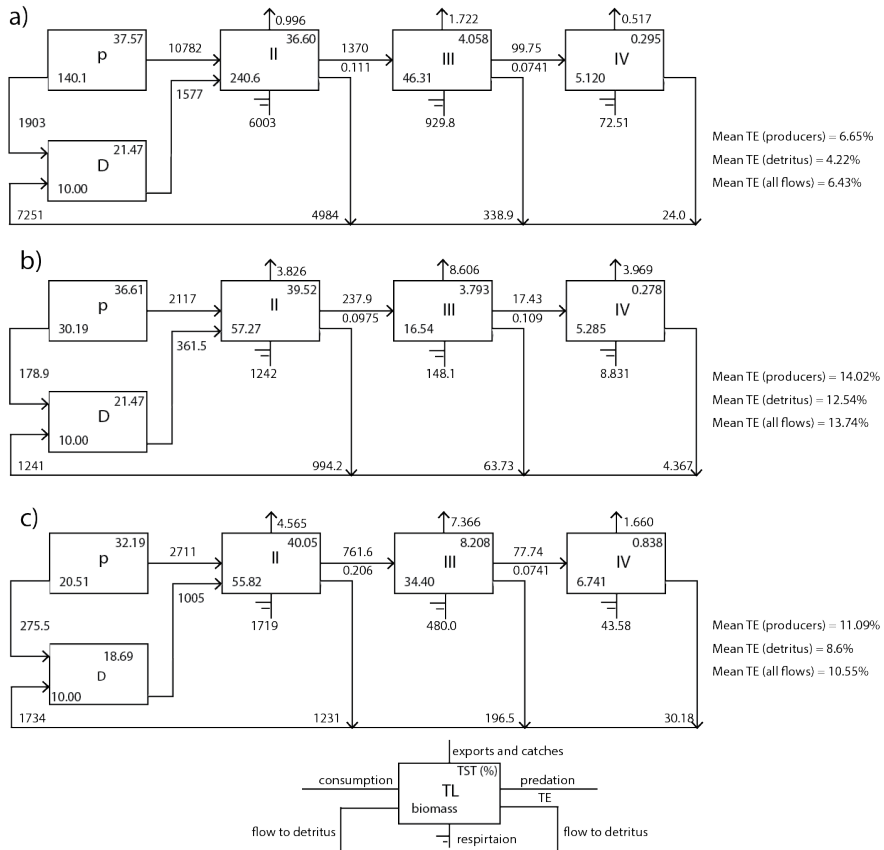 a)
0.996 1.722 0.517
p 37.57 10782 II 36.60 1370 III 4.058 99.75 IV 0.295
140.1 240.6 0.111 46.31 0.0741 5.120
1577
1903 6003 929.8 72.51
D 21.47
10.00
7251 4984 338.9 24.0
Mean TE (producers) = 6.65%
Mean TE (detritus) = 4.22%
Mean TE (all flows) = 6.43%
b)
3.826 8.606 3.969
p 36.61 2117 II 39.52 237.9 III 3.793 17.43 IV 0.278
30.19 57.27 0.0975 16.54 0.109 5.285
361.5
178.9 1242 148.1 8.831
D 21.47
10.00
1241 994.2 63.73 4.367
Mean TE (producers) = 14.02%
Mean TE (detritus) = 12.54%
Mean TE (all flows) = 13.74%
c)
4.565 7.366 1.660
p 32.19 2711 II 40.05 761.6 III 8.208 77.74 IV 0.838
20.51 55.82 0.206 34.40 0.0741 6.741
1005
275.5 1719 480.0 43.58
D 18.69
10.00
1734 1231 196.5 30.18
Mean TE (producers) = 11.09%
Mean TE (detritus) = 8.6%
Mean TE (all flows) = 10.55%
exports and catches
TST (%)
consumption TL predation
biomass TE
flow to detritus respirtaion flow to detritus